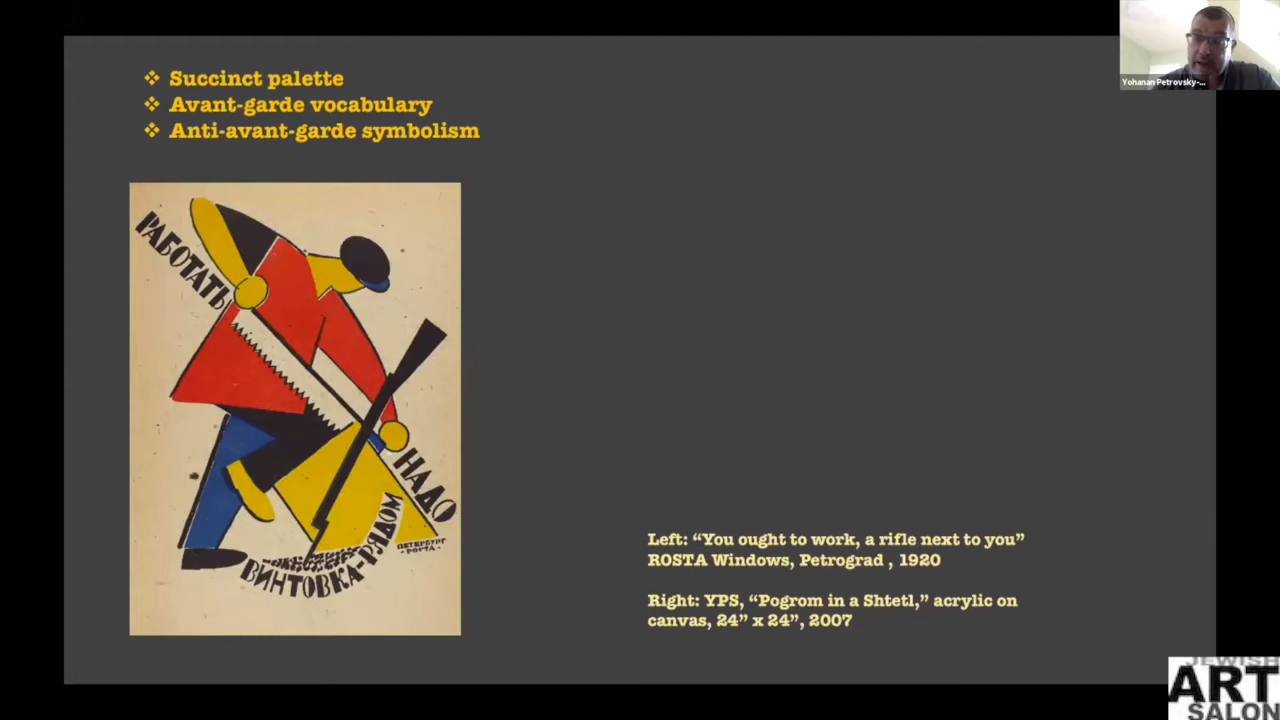 Succinct palette
Avant-garde vocabulary
Anti-avant-garde symbolism
Yohanan Petrovsky-...
РАБОТАТЬ
НАДО
ВИНТОВКА-РЯДОМ
ПЕТЕРБУРГ
РОСТА
Left: “You ought to work, a rifle next to you”
ROSTA Windows, Petrograd , 1920
Right: YPS, “Pogrom in a Shtetl,” acrylic on
canvas, 24” x 24”, 2007
JEWISH
ART
SALON